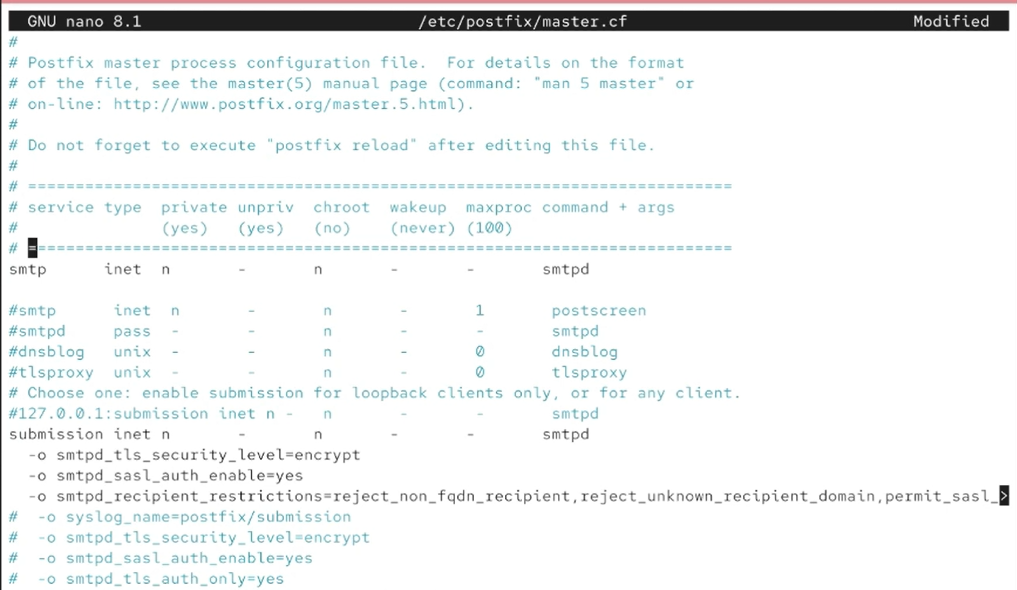 GNU nano 8.1 /etc/postfix/master.cf Modified
#
# Postfix master process configuration file.  For details on the format
# of the file, see the master(5) manual page (command: "man 5 master" or
# on-line: http://www.postfix.org/master.5.html).
#
# Do not forget to execute "postfix reload" after editing this file.
#
# ==========================================================================
# service type  private unpriv  chroot  wakeup  maxproc command + args
#               (yes)   (yes)   (no)    (never) (100)
# ==========================================================================
smtp      inet  n       -       n       -       -       smtpd

#smtp      inet  n       -       n       -       1       postscreen
#smtpd     pass  -       -       n       -       -       smtpd
#dnsblog   unix  -       -       n       -       0       dnsblog
#tlsproxy  unix  -       -       n       -       0       tlsproxy
# Choose one: enable submission for loopback clients only, or for any client.
#127.0.0.1:submission inet n -   n       -       -       smtpd
submission inet n       -       n       -       -       smtpd
  -o smtpd_tls_security_level=encrypt
  -o smtpd_sasl_auth_enable=yes
  -o smtpd_recipient_restrictions=reject_non_fqdn_recipient,reject_unknown_recipient_domain,permit_sasl_>
#  -o syslog_name=postfix/submission
#  -o smtpd_tls_security_level=encrypt
#  -o smtpd_sasl_auth_enable=yes
#  -o smtpd_tls_auth_only=yes